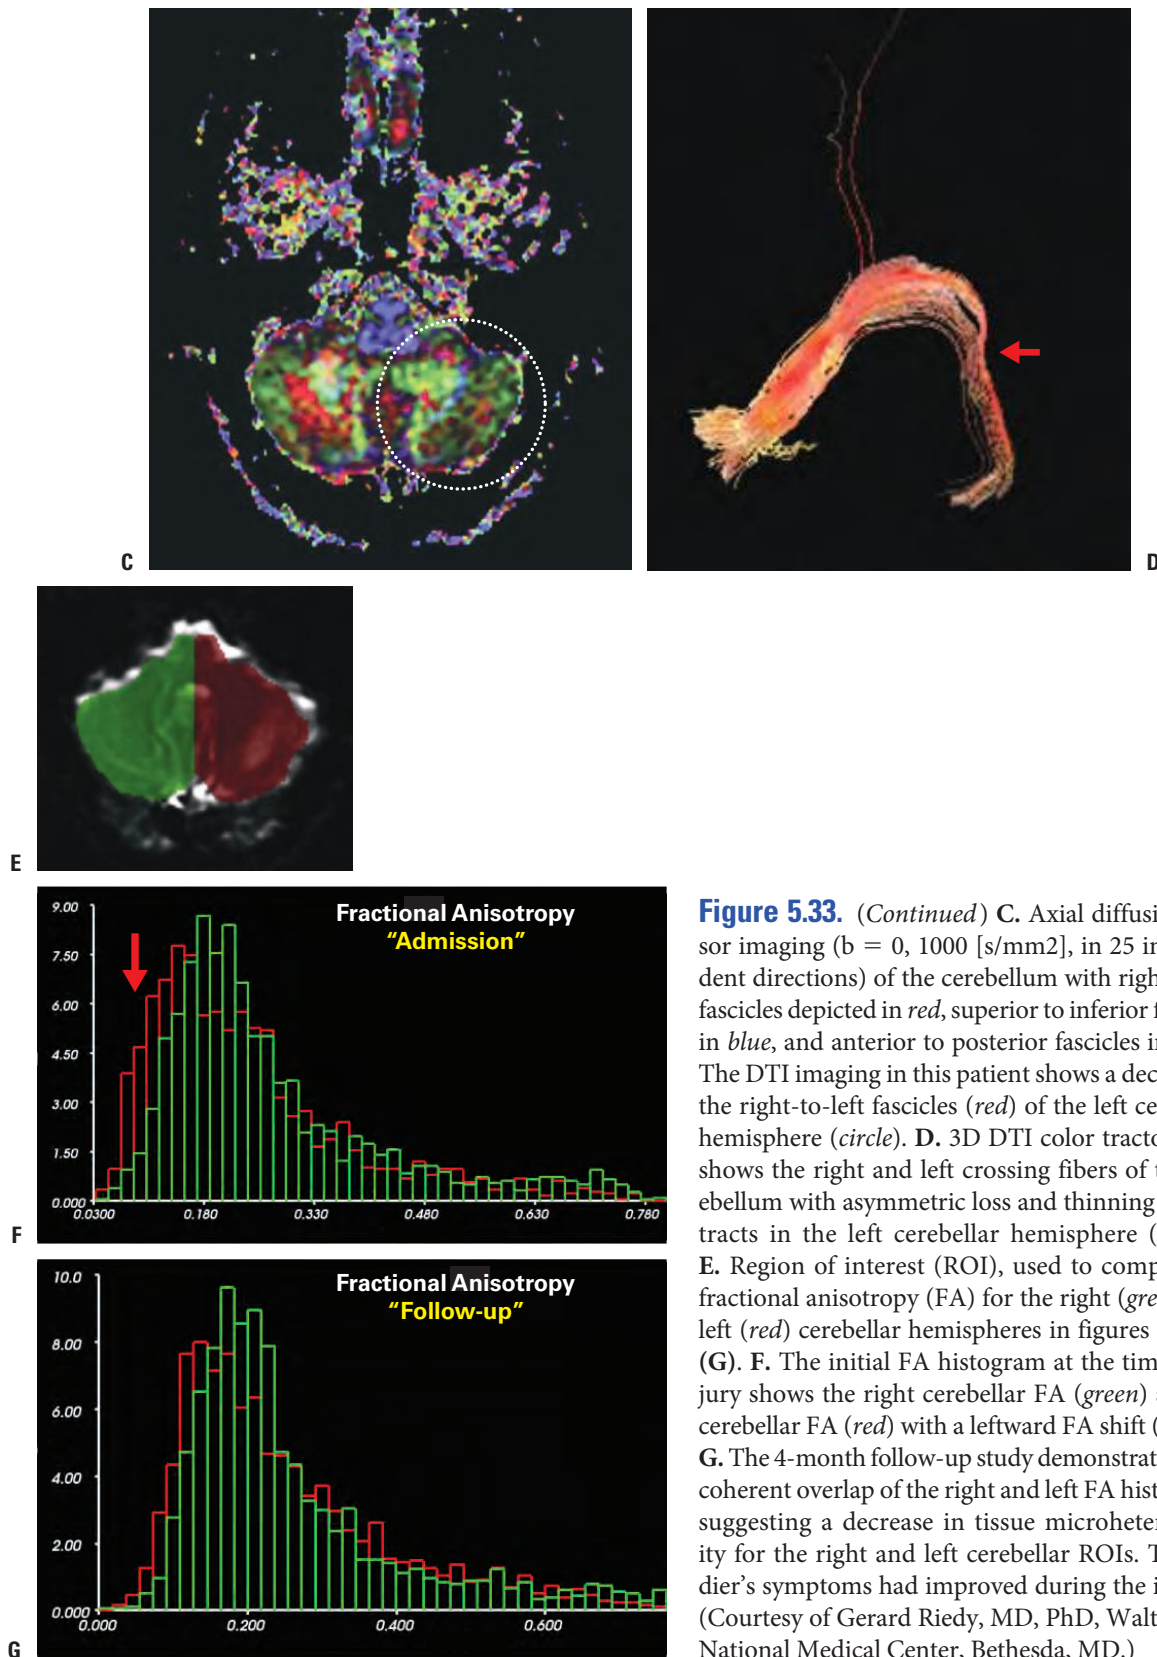 C
D
E
9.00
Fractional Anisotropy
"Admission"
7.50
6.00
4.50
3.00
1.50
0.000
0.0300
0.180
0.330
0.480
0.630
0.780
F
10.0
Fractional Anisotropy
"Follow-up"
8.00
6.00
4.00
2.00
0.000
0.000
0.200
0.400
0.600
G
Figure 5.33. (Continued) C. Axial diffusi
sor imaging (b = 0, 1000 [s/mm2], in 25 in
dent directions) of the cerebellum with righ
fascicles depicted in red, superior to inferior f
in blue, and anterior to posterior fascicles in
The DTI imaging in this patient shows a dec
the right-to-left fascicles (red) of the left ce
hemisphere (circle). D. 3D DTI color tracto
shows the right and left crossing fibers of t
ebellum with asymmetric loss and thinning
tracts in the left cerebellar hemisphere (
E. Region of interest (ROI), used to comp
fractional anisotropy (FA) for the right (gre
left (red) cerebellar hemispheres in figures
(G). F. The initial FA histogram at the tim
jury shows the right cerebellar FA (green)
cerebellar FA (red) with a leftward FA shift (
G. The 4-month follow-up study demonstrat
coherent overlap of the right and left FA hist
suggesting a decrease in tissue microheter
ity for the right and left cerebellar ROIs. T
dier's symptoms had improved during the i
(Courtesy of Gerard Riedy, MD, PhD, Walt
National Medical Center, Bethesda, MD.)